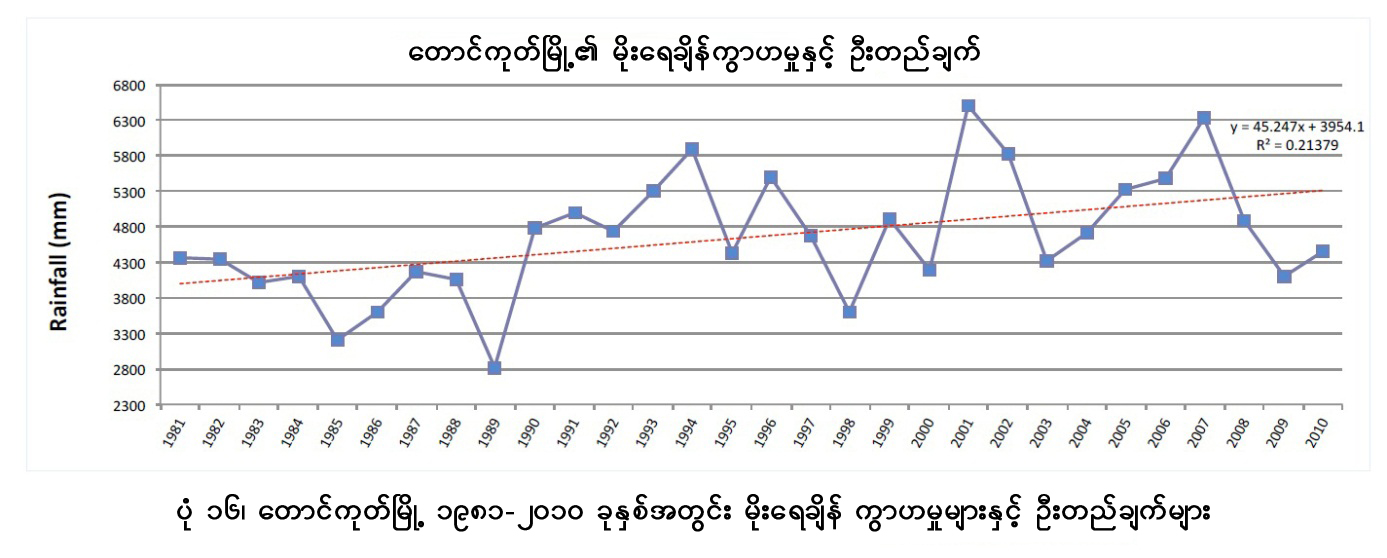 တောင်ကုတ်မြို့၏ မိုးရေချိန်ကွာဟမှုနှင့် ဦးတည်ချက်
6800
6300
5800
5300
4800
4300
3800
3300
2800
2300
Rainfall (mm)
y = 45.247x + 3954.1
R² = 0.21379
1981 1982 1983 1984 1985 1986 1987 1988 1989 1990 1991 1992 1993 1994 1995 1996 1997 1998 1999 2000 2001 2002 2003 2004 2005 2006 2007 2008 2009 2010
ပုံ ၁၆၊ တောင်ကုတ်မြို့ ၁၉၈၁-၂၀၁၀ ခုနှစ်အတွင်း မိုးရေချိန် ကွာဟမှုများနှင့် ဦးတည်ချက်များ